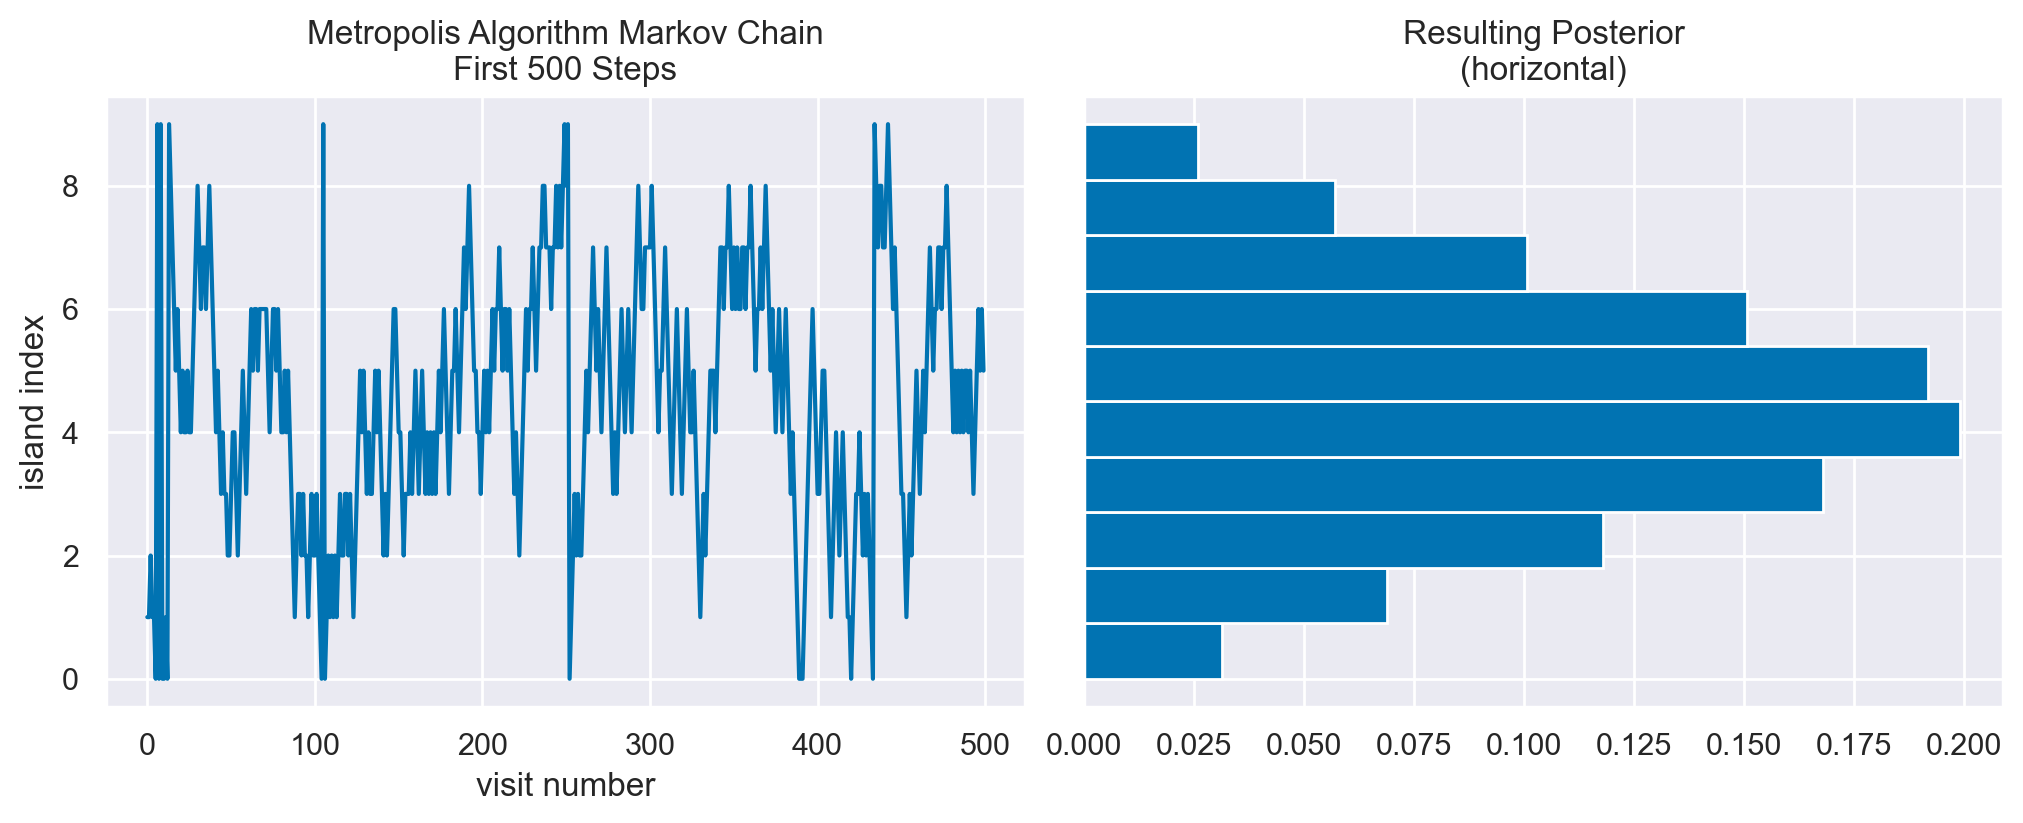 Metropolis Algorithm Markov Chain
First 500 Steps
island index
8
6
4
2
0
0 100 200 300 400 500
visit number
Resulting Posterior
(horizontal)
0.000 0.025 0.050 0.075 0.100 0.125 0.150 0.175 0.200